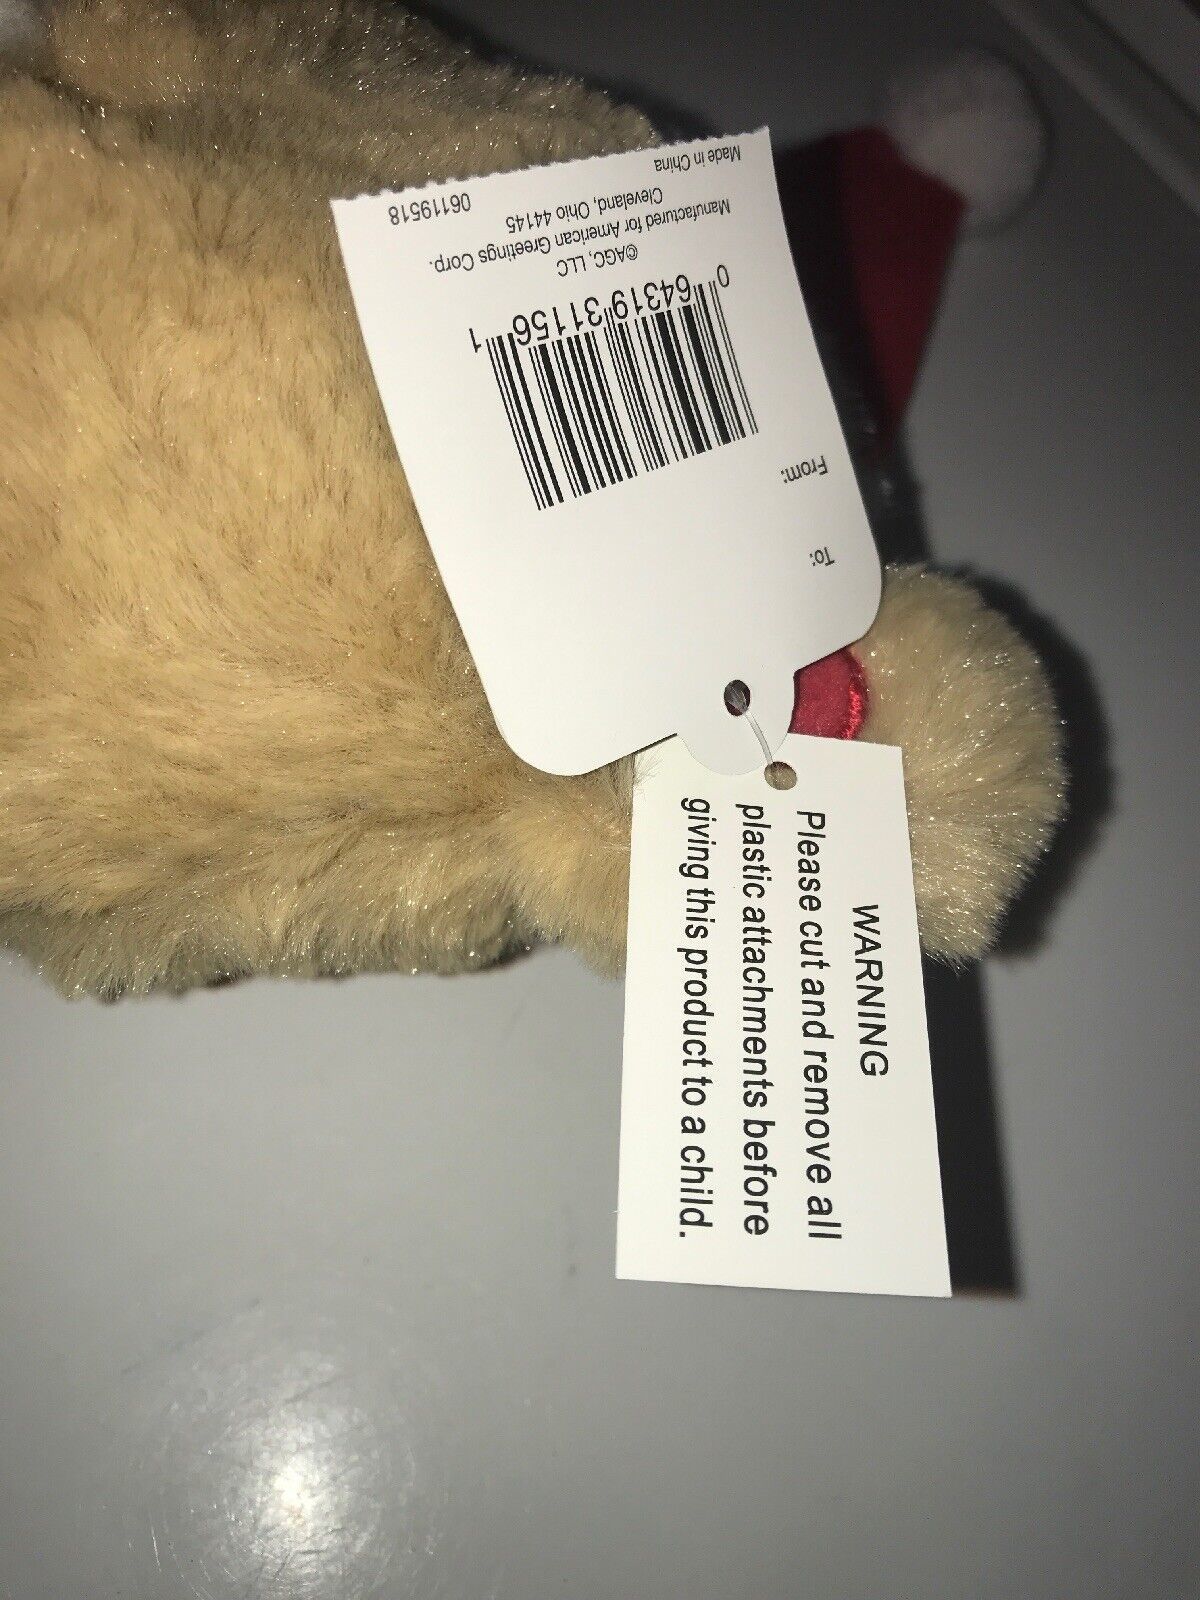 To:
From:
0 64319 31156 1
©AGC, LLC
Manufactured for American Greetings Corp.
Cleveland, Ohio 44145
Made in China
06119518
WARNING
Please cut and remove all
plastic attachments before
giving this product to a child.